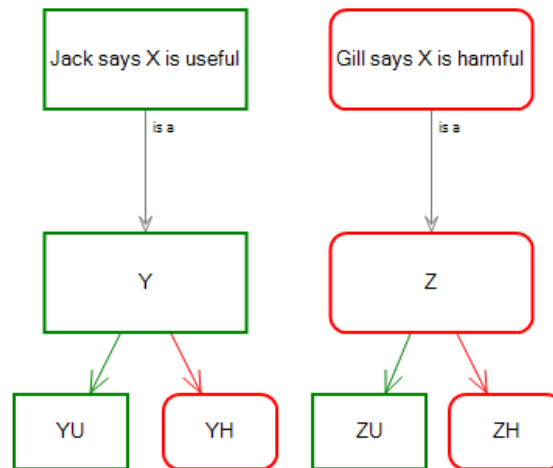 Jack says X is useful
Gill says X is harmful
is a
is a
Y
Z
YU
YH
ZU
ZH